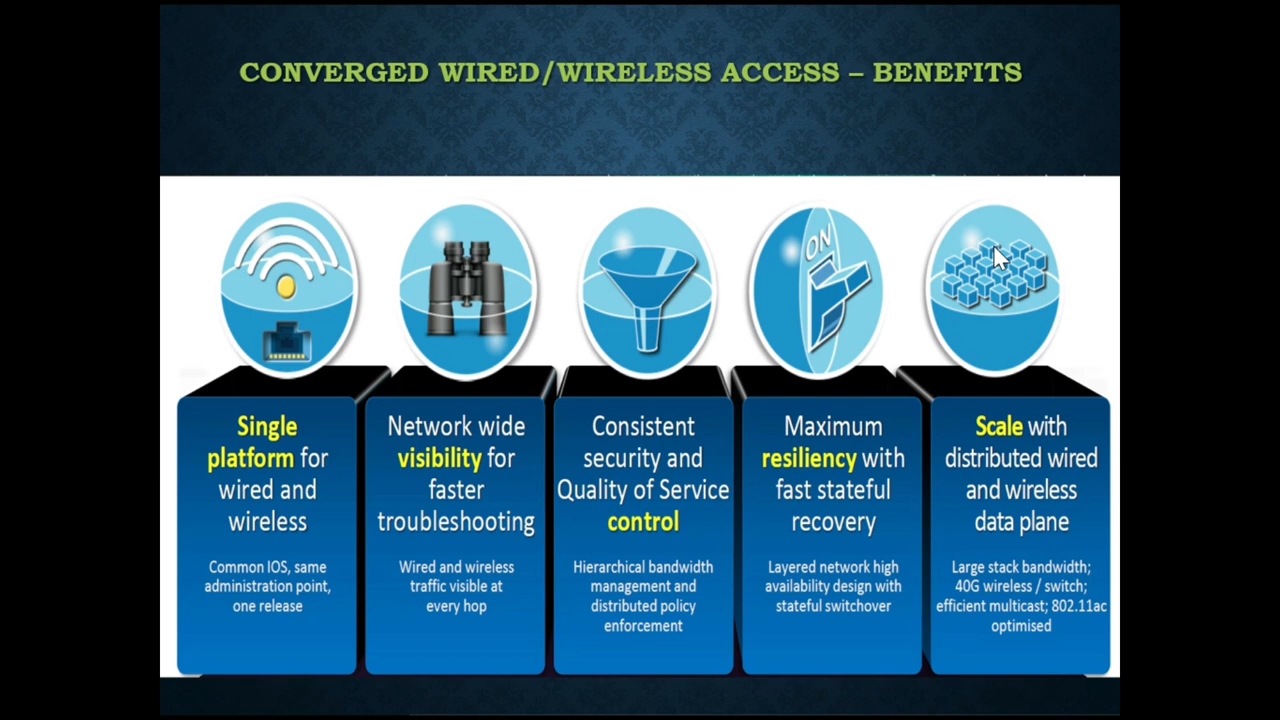 CONVERGED WIRED/WIRELESS ACCESS – BENEFITS
ON
Single
platform for
wired and
wireless
Common IOS, same
administration point,
one release
Network wide
visibility for
faster
troubleshooting
Wired and wireless
traffic visible at
every hop
Consistent
security and
Quality of Service
control
Hierarchical bandwidth
management and
distributed policy
enforcement
Maximum
resiliency with
fast stateful
recovery
Layered network high
availability design with
stateful switchover
Scale with
distributed wired
and wireless
data plane
Large stack bandwidth;
40G wireless / switch;
efficient multicast; 802.11ac
optimised